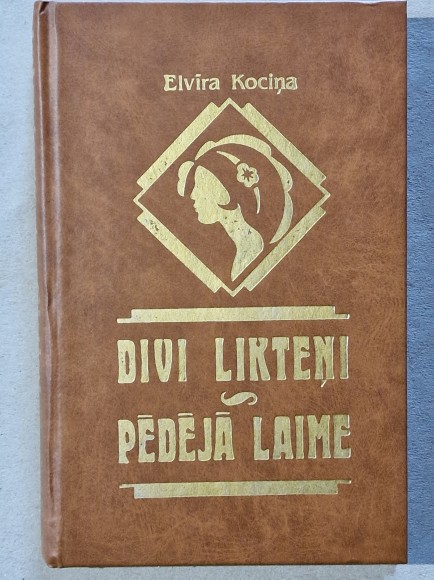 Elvīra Kociņa
DIVI LIKTEŅI
PĒDĒJĀ LAIME